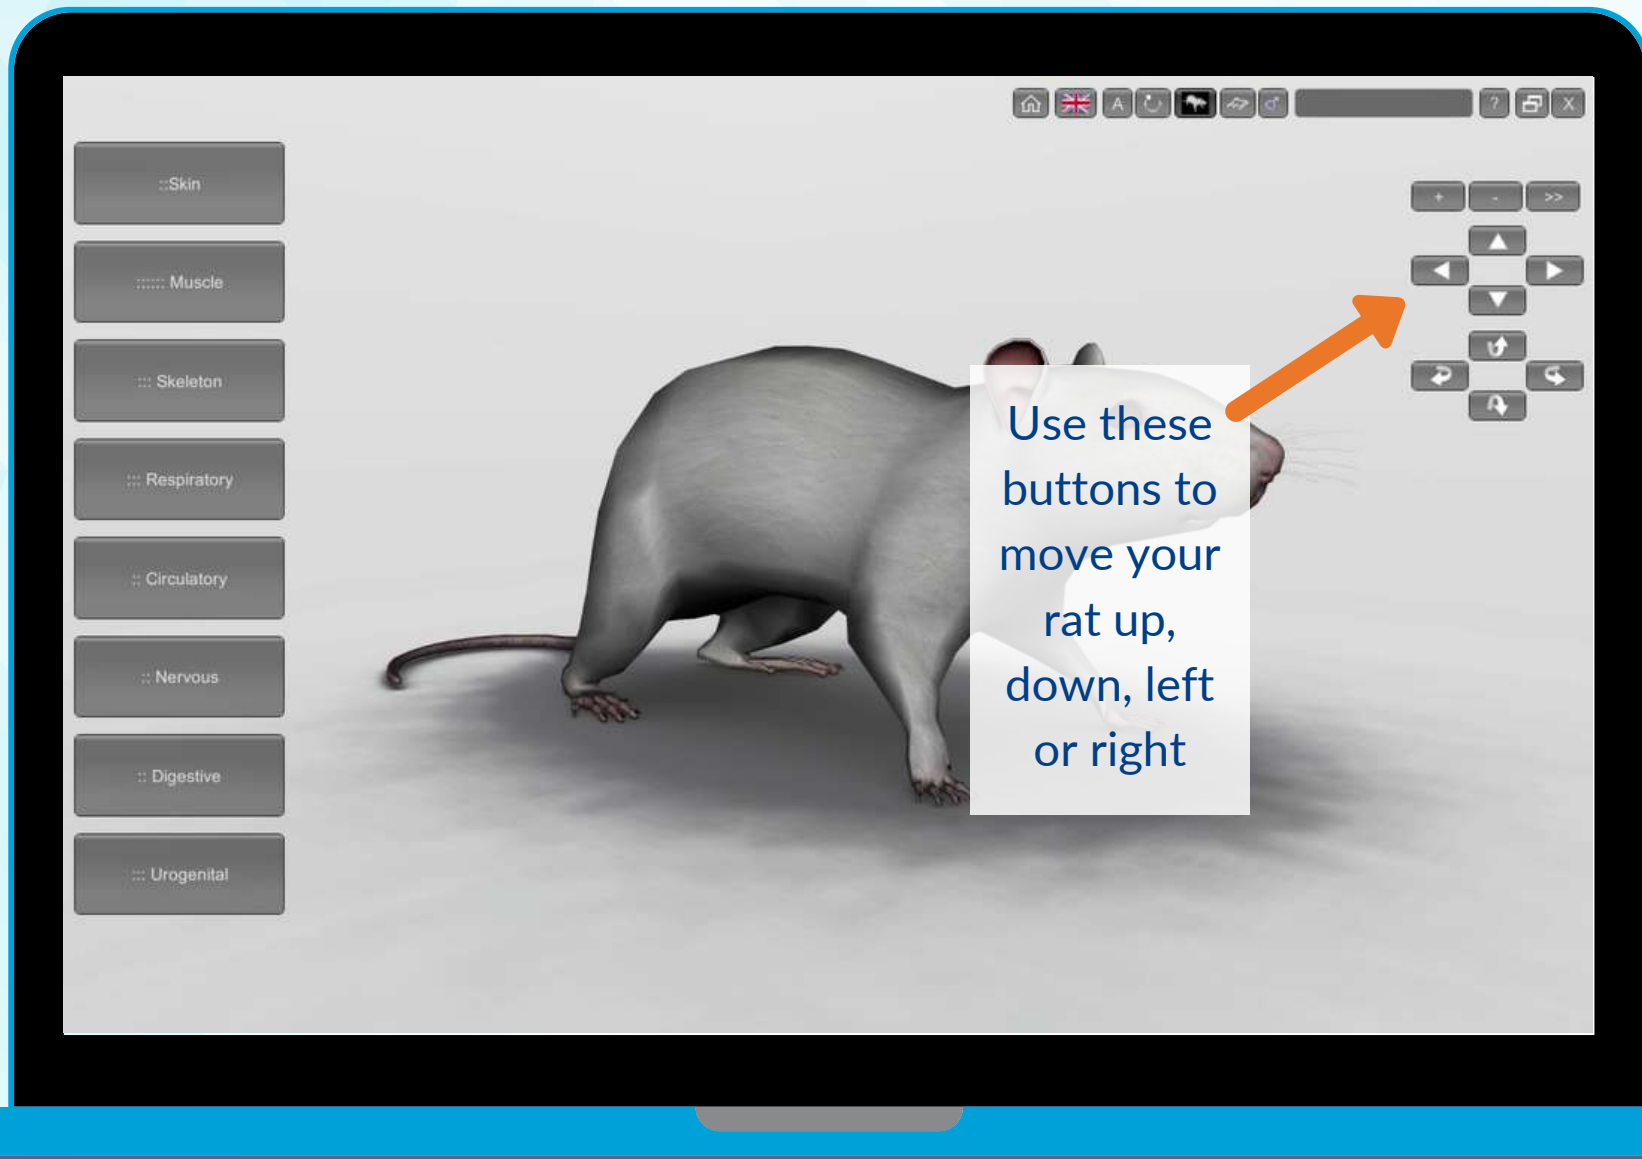 A
?
X
::Skin
:::::: Muscle
::: Skeleton
::: Respiratory
:: Circulatory
:: Nervous
:: Digestive
::: Urogenital
+ - >>
Use these
buttons to
move your
rat up,
down, left
or right